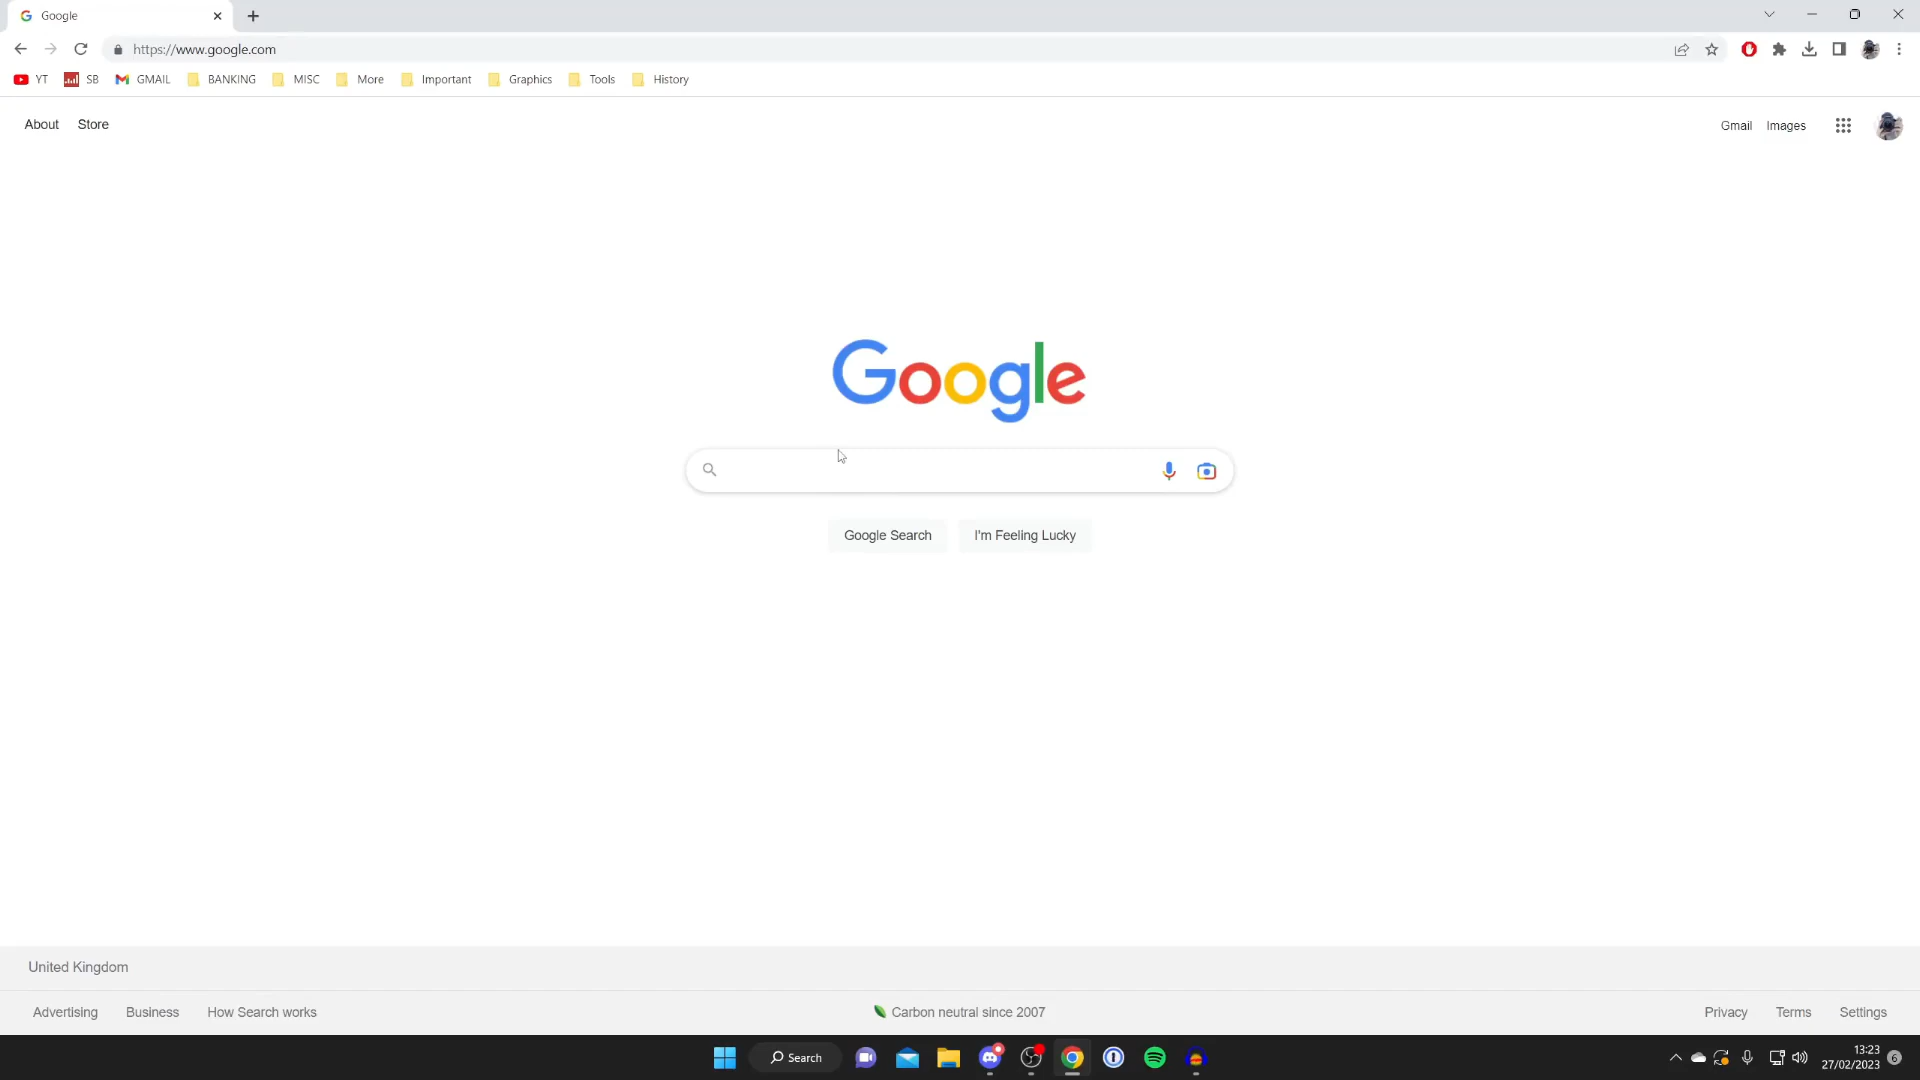 Google
https://www.google.com
YT SB GMAIL BANKING MISC More Important Graphics Tools History
About Store
Gmail Images
Google
Google Search I'm Feeling Lucky
United Kingdom
Advertising Business How Search works
Carbon neutral since 2007
Privacy Terms Settings
Search
13:23
27/02/2023
6